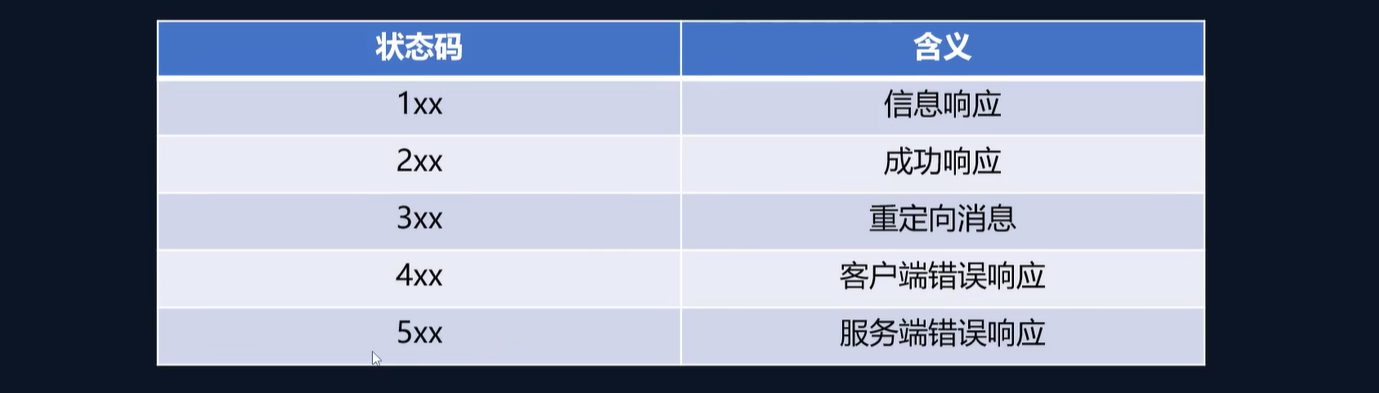 状态码 含义
1xx 信息响应
2xx 成功响应
3xx 重定向消息
4xx 客户端错误响应
5xx 服务端错误响应